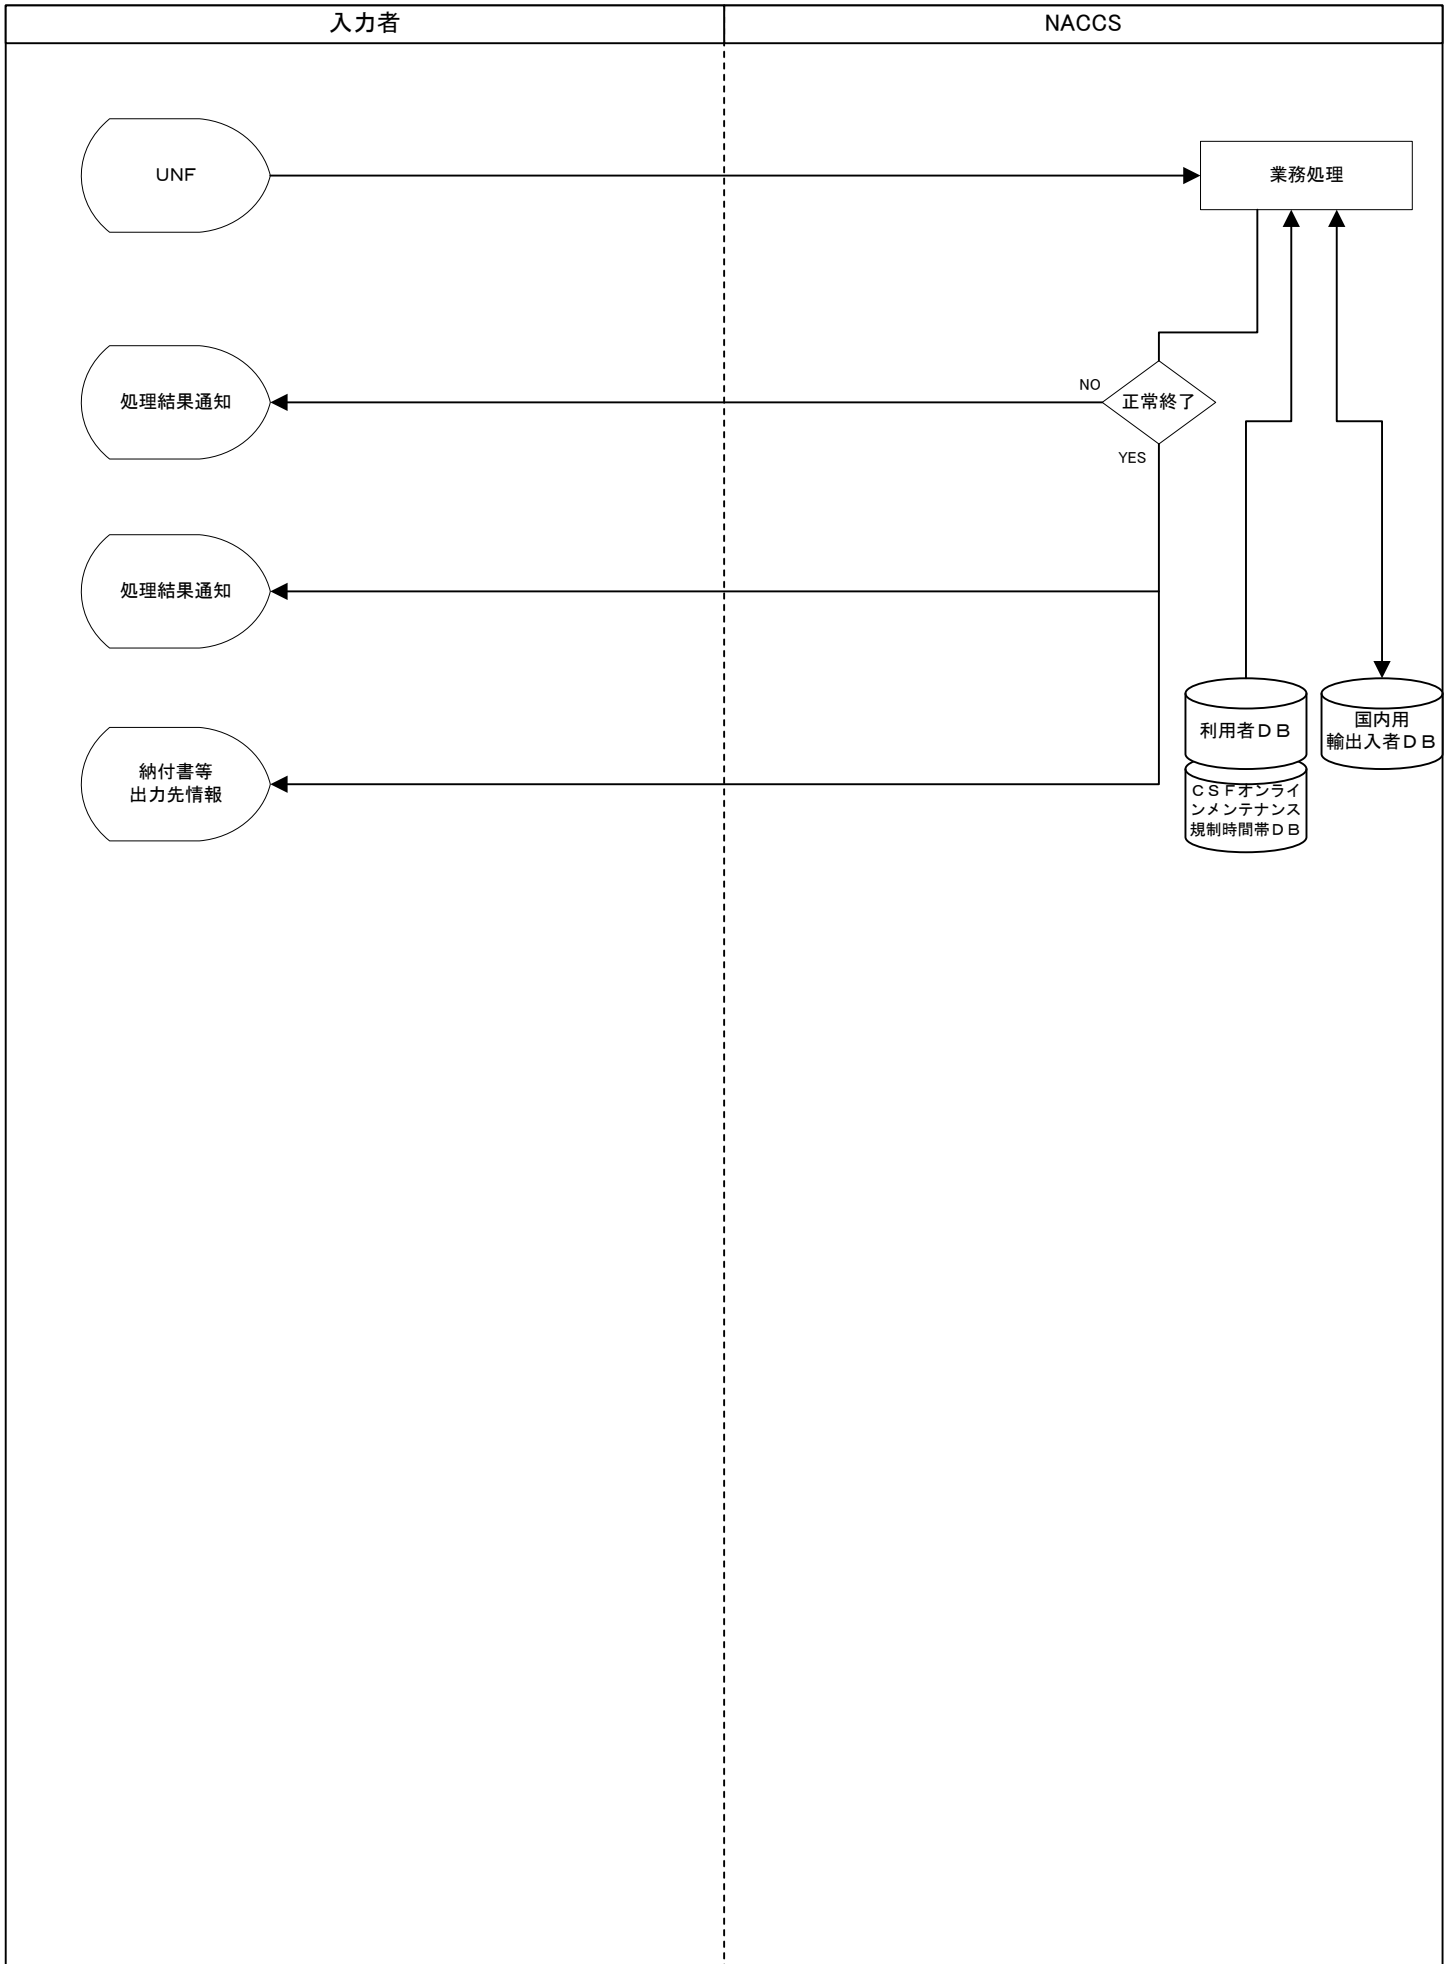 入力者
NACCS
UNF
業務処理
処理結果通知
NO
正常終了
YES
処理結果通知
利用者ＤＢ
国内用
輸出入者ＤＢ
納付書等
出力先情報
ＣＳＦオンライ
ンメンテナンス
規制時間帯ＤＢ